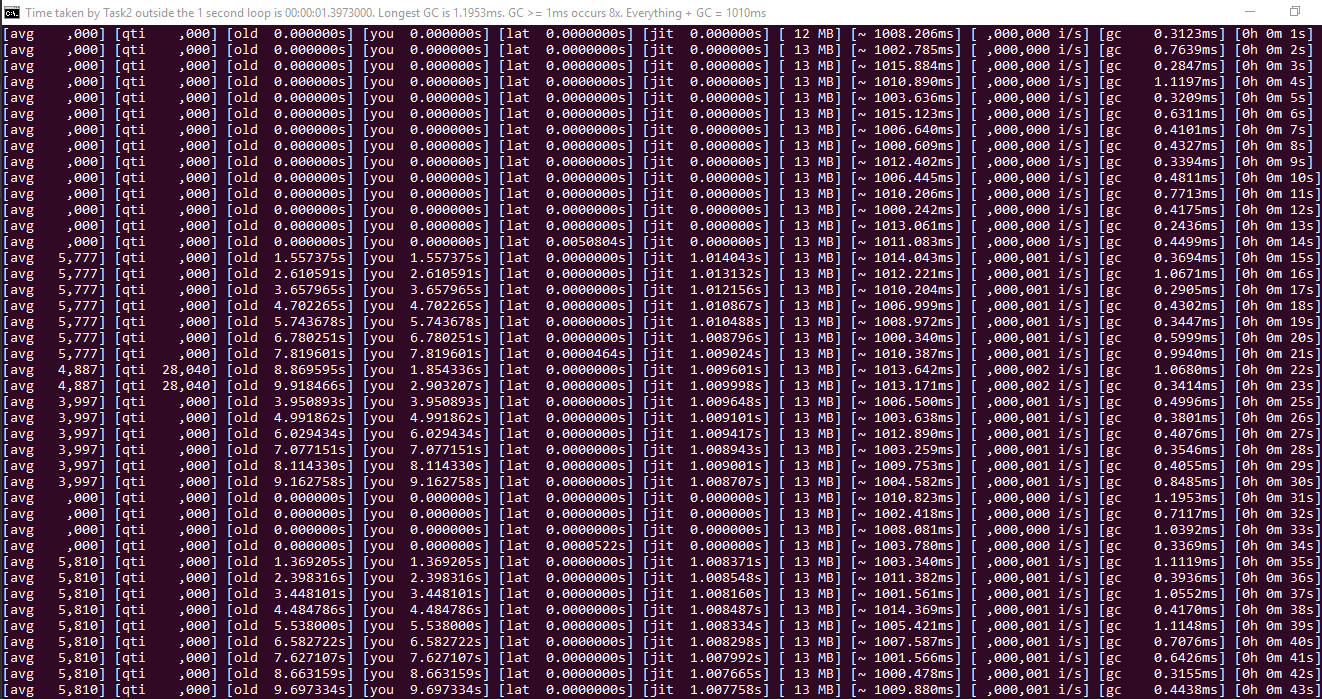 Time taken by Task2 outside the 1 second loop is 00:00:01.3973000. Longest GC is 1.1953ms. GC >= 1ms occurs 8x. Everything + GC = 1010ms
[avg    ,000] [qti    ,000] [old  0.000000s] [you  0.000000s] [lat  0.0000000s] [jit  0.000000s] [ 12 MB] [~ 1008.206ms] [ ,000,000 i/s] [gc    0.3123ms] [0h 0m 1s]
[avg    ,000] [qti    ,000] [old  0.000000s] [you  0.000000s] [lat  0.0000000s] [jit  0.000000s] [ 13 MB] [~ 1002.785ms] [ ,000,000 i/s] [gc    0.7639ms] [0h 0m 2s]
[avg    ,000] [qti    ,000] [old  0.000000s] [you  0.000000s] [lat  0.0000000s] [jit  0.000000s] [ 13 MB] [~ 1015.884ms] [ ,000,000 i/s] [gc    0.2847ms] [0h 0m 3s]
[avg    ,000] [qti    ,000] [old  0.000000s] [you  0.000000s] [lat  0.0000000s] [jit  0.000000s] [ 13 MB] [~ 1010.890ms] [ ,000,000 i/s] [gc    1.1197ms] [0h 0m 4s]
[avg    ,000] [qti    ,000] [old  0.000000s] [you  0.000000s] [lat  0.0000000s] [jit  0.000000s] [ 13 MB] [~ 1003.636ms] [ ,000,000 i/s] [gc    0.3209ms] [0h 0m 5s]
[avg    ,000] [qti    ,000] [old  0.000000s] [you  0.000000s] [lat  0.0000000s] [jit  0.000000s] [ 13 MB] [~ 1015.123ms] [ ,000,000 i/s] [gc    0.6311ms] [0h 0m 6s]
[avg    ,000] [qti    ,000] [old  0.000000s] [you  0.000000s] [lat  0.0000000s] [jit  0.000000s] [ 13 MB] [~ 1006.640ms] [ ,000,000 i/s] [gc    0.4101ms] [0h 0m 7s]
[avg    ,000] [qti    ,000] [old  0.000000s] [you  0.000000s] [lat  0.0000000s] [jit  0.000000s] [ 13 MB] [~ 1000.609ms] [ ,000,000 i/s] [gc    0.4327ms] [0h 0m 8s]
[avg    ,000] [qti    ,000] [old  0.000000s] [you  0.000000s] [lat  0.0000000s] [jit  0.000000s] [ 13 MB] [~ 1012.402ms] [ ,000,000 i/s] [gc    0.3394ms] [0h 0m 9s]
[avg    ,000] [qti    ,000] [old  0.000000s] [you  0.000000s] [lat  0.0000000s] [jit  0.000000s] [ 13 MB] [~ 1006.445ms] [ ,000,000 i/s] [gc    0.4811ms] [0h 0m 10s]
[avg    ,000] [qti    ,000] [old  0.000000s] [you  0.000000s] [lat  0.0000000s] [jit  0.000000s] [ 13 MB] [~ 1010.206ms] [ ,000,000 i/s] [gc    0.7713ms] [0h 0m 11s]
[avg    ,000] [qti    ,000] [old  0.000000s] [you  0.000000s] [lat  0.0000000s] [jit  0.000000s] [ 13 MB] [~ 1000.242ms] [ ,000,000 i/s] [gc    0.4175ms] [0h 0m 12s]
[avg    ,000] [qti    ,000] [old  0.000000s] [you  0.000000s] [lat  0.0000000s] [jit  0.000000s] [ 13 MB] [~ 1013.061ms] [ ,000,000 i/s] [gc    0.2436ms] [0h 0m 13s]
[avg    ,000] [qti    ,000] [old  0.000000s] [you  0.000000s] [lat  0.0050804s] [jit  0.000000s] [ 13 MB] [~ 1011.083ms] [ ,000,000 i/s] [gc    0.4499ms] [0h 0m 14s]
[avg   5,777] [qti    ,000] [old  1.557375s] [you  1.557375s] [lat  0.0000000s] [jit  1.014043s] [ 13 MB] [~ 1014.043ms] [ ,000,001 i/s] [gc    0.3694ms] [0h 0m 15s]
[avg   5,777] [qti    ,000] [old  2.610591s] [you  2.610591s] [lat  0.0000000s] [jit  1.013132s] [ 13 MB] [~ 1012.221ms] [ ,000,001 i/s] [gc    1.0671ms] [0h 0m 16s]
[avg   5,777] [qti    ,000] [old  3.657965s] [you  3.657965s] [lat  0.0000000s] [jit  1.012156s] [ 13 MB] [~ 1010.204ms] [ ,000,001 i/s] [gc    0.2905ms] [0h 0m 17s]
[avg   5,777] [qti    ,000] [old  4.702265s] [you  4.702265s] [lat  0.0000000s] [jit  1.010867s] [ 13 MB] [~ 1006.999ms] [ ,000,001 i/s] [gc    0.4302ms] [0h 0m 18s]
[avg   5,777] [qti    ,000] [old  5.743678s] [you  5.743678s] [lat  0.0000000s] [jit  1.010488s] [ 13 MB] [~ 1008.972ms] [ ,000,001 i/s] [gc    0.3447ms] [0h 0m 19s]
[avg   5,777] [qti    ,000] [old  6.780251s] [you  6.780251s] [lat  0.0000000s] [jit  1.008796s] [ 13 MB] [~ 1000.340ms] [ ,000,001 i/s] [gc    0.5999ms] [0h 0m 20s]
[avg   5,777] [qti    ,000] [old  7.819601s] [you  7.819601s] [lat  0.0000464s] [jit  1.009024s] [ 13 MB] [~ 1010.387ms] [ ,000,001 i/s] [gc    0.9940ms] [0h 0m 21s]
[avg   4,887] [qti  28,040] [old  8.869595s] [you  1.854336s] [lat  0.0000000s] [jit  1.009601s] [ 13 MB] [~ 1013.642ms] [ ,000,002 i/s] [gc    1.0680ms] [0h 0m 22s]
[avg   4,887] [qti  28,040] [old  9.918466s] [you  2.903207s] [lat  0.0000000s] [jit  1.009998s] [ 13 MB] [~ 1013.171ms] [ ,000,002 i/s] [gc    0.3414ms] [0h 0m 23s]
[avg   3,997] [qti    ,000] [old  3.950893s] [you  3.950893s] [lat  0.0000000s] [jit  1.009648s] [ 13 MB] [~ 1006.500ms] [ ,000,001 i/s] [gc    0.4996ms] [0h 0m 25s]
[avg   3,997] [qti    ,000] [old  4.991862s] [you  4.991862s] [lat  0.0000000s] [jit  1.009101s] [ 13 MB] [~ 1003.638ms] [ ,000,001 i/s] [gc    0.3801ms] [0h 0m 26s]
[avg   3,997] [qti    ,000] [old  6.029434s] [you  6.029434s] [lat  0.0000000s] [jit  1.009417s] [ 13 MB] [~ 1012.890ms] [ ,000,001 i/s] [gc    0.4076ms] [0h 0m 27s]
[avg   3,997] [qti    ,000] [old  7.077151s] [you  7.077151s] [lat  0.0000000s] [jit  1.008943s] [ 13 MB] [~ 1003.259ms] [ ,000,001 i/s] [gc    0.3546ms] [0h 0m 28s]
[avg   3,997] [qti    ,000] [old  8.114330s] [you  8.114330s] [lat  0.0000000s] [jit  1.009001s] [ 13 MB] [~ 1009.753ms] [ ,000,001 i/s] [gc    0.4055ms] [0h 0m 29s]
[avg   3,997] [qti    ,000] [old  9.162758s] [you  9.162758s] [lat  0.0000000s] [jit  1.008707s] [ 13 MB] [~ 1004.582ms] [ ,000,001 i/s] [gc    0.8485ms] [0h 0m 30s]
[avg    ,000] [qti    ,000] [old  0.000000s] [you  0.000000s] [lat  0.0000000s] [jit  0.000000s] [ 13 MB] [~ 1010.823ms] [ ,000,000 i/s] [gc    1.1953ms] [0h 0m 31s]
[avg    ,000] [qti    ,000] [old  0.000000s] [you  0.000000s] [lat  0.0000000s] [jit  0.000000s] [ 13 MB] [~ 1002.418ms] [ ,000,000 i/s] [gc    0.7117ms] [0h 0m 32s]
[avg    ,000] [qti    ,000] [old  0.000000s] [you  0.000000s] [lat  0.0000000s] [jit  0.000000s] [ 13 MB] [~ 1008.081ms] [ ,000,000 i/s] [gc    1.0392ms] [0h 0m 33s]
[avg    ,000] [qti    ,000] [old  0.000000s] [you  0.000000s] [lat  0.0000522s] [jit  0.000000s] [ 13 MB] [~ 1003.780ms] [ ,000,000 i/s] [gc    0.3369ms] [0h 0m 34s]
[avg   5,810] [qti    ,000] [old  1.369205s] [you  1.369205s] [lat  0.0000000s] [jit  1.008371s] [ 13 MB] [~ 1003.340ms] [ ,000,001 i/s] [gc    1.1119ms] [0h 0m 35s]
[avg   5,810] [qti    ,000] [old  2.398316s] [you  2.398316s] [lat  0.0000000s] [jit  1.008548s] [ 13 MB] [~ 1011.382ms] [ ,000,001 i/s] [gc    0.3936ms] [0h 0m 36s]
[avg   5,810] [qti    ,000] [old  3.448101s] [you  3.448101s] [lat  0.0000000s] [jit  1.008160s] [ 13 MB] [~ 1001.561ms] [ ,000,001 i/s] [gc    1.0552ms] [0h 0m 37s]
[avg   5,810] [qti    ,000] [old  4.484786s] [you  4.484786s] [lat  0.0000000s] [jit  1.008487s] [ 13 MB] [~ 1014.369ms] [ ,000,001 i/s] [gc    0.4170ms] [0h 0m 38s]
[avg   5,810] [qti    ,000] [old  5.538000s] [you  5.538000s] [lat  0.0000000s] [jit  1.008334s] [ 13 MB] [~ 1005.421ms] [ ,000,001 i/s] [gc    1.1148ms] [0h 0m 39s]
[avg   5,810] [qti    ,000] [old  6.582722s] [you  6.582722s] [lat  0.0000000s] [jit  1.008298s] [ 13 MB] [~ 1007.587ms] [ ,000,001 i/s] [gc    0.7076ms] [0h 0m 40s]
[avg   5,810] [qti    ,000] [old  7.627107s] [you  7.627107s] [lat  0.0000000s] [jit  1.007992s] [ 13 MB] [~ 1001.566ms] [ ,000,001 i/s] [gc    0.6426ms] [0h 0m 41s]
[avg   5,810] [qti    ,000] [old  8.663159s] [you  8.663159s] [lat  0.0000000s] [jit  1.007665s] [ 13 MB] [~ 1000.478ms] [ ,000,001 i/s] [gc    0.3155ms] [0h 0m 42s]
[avg   5,810] [qti    ,000] [old  9.697334s] [you  9.697334s] [lat  0.0000000s] [jit  1.007758s] [ 13 MB] [~ 1009.880ms] [ ,000,001 i/s] [gc    0.4438ms] [0h 0m 43s]